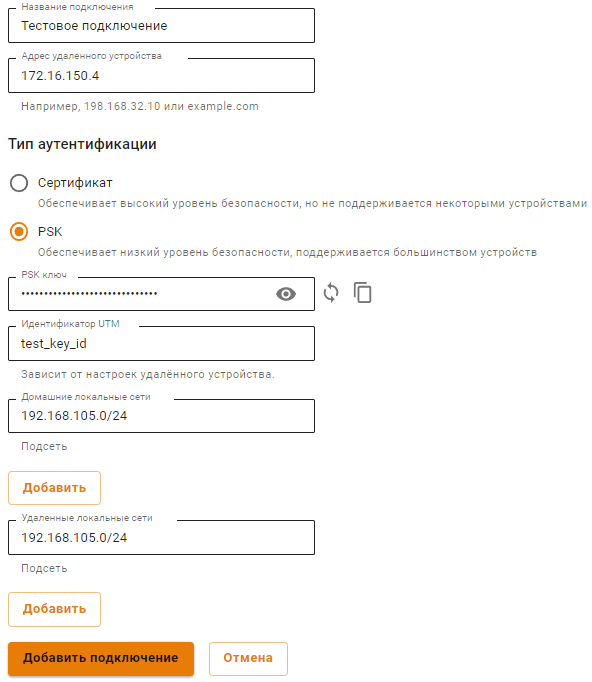 Название подключения
Тестовое подключение
Адрес удаленного устройства
172.16.150.4
Например, 198.168.32.10 или example.com
Тип аутентификации
Сертификат
Обеспечивает высокий уровень безопасности, но не поддерживается некоторыми устройствами
PSK
Обеспечивает низкий уровень безопасности, поддерживается большинством устройств
PSK ключ
••••••••••••••••••••••••••••••
Идентификатор UTM
test_key_id
Зависит от настроек удалённого устройства.
Домашние локальные сети
192.168.105.0/24
Подсеть
Добавить
Удаленные локальные сети
192.168.105.0/24
Подсеть
Добавить
Добавить подключение
Отмена